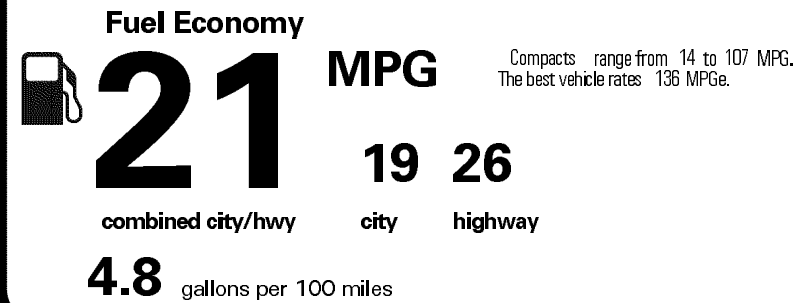 Fuel Economy
21 MPG
Compacts range from 14 to 107 MPG.
The best vehicle rates 136 MPGe.
19 26
combined city/hwy city highway
4.8 gallons per 100 miles